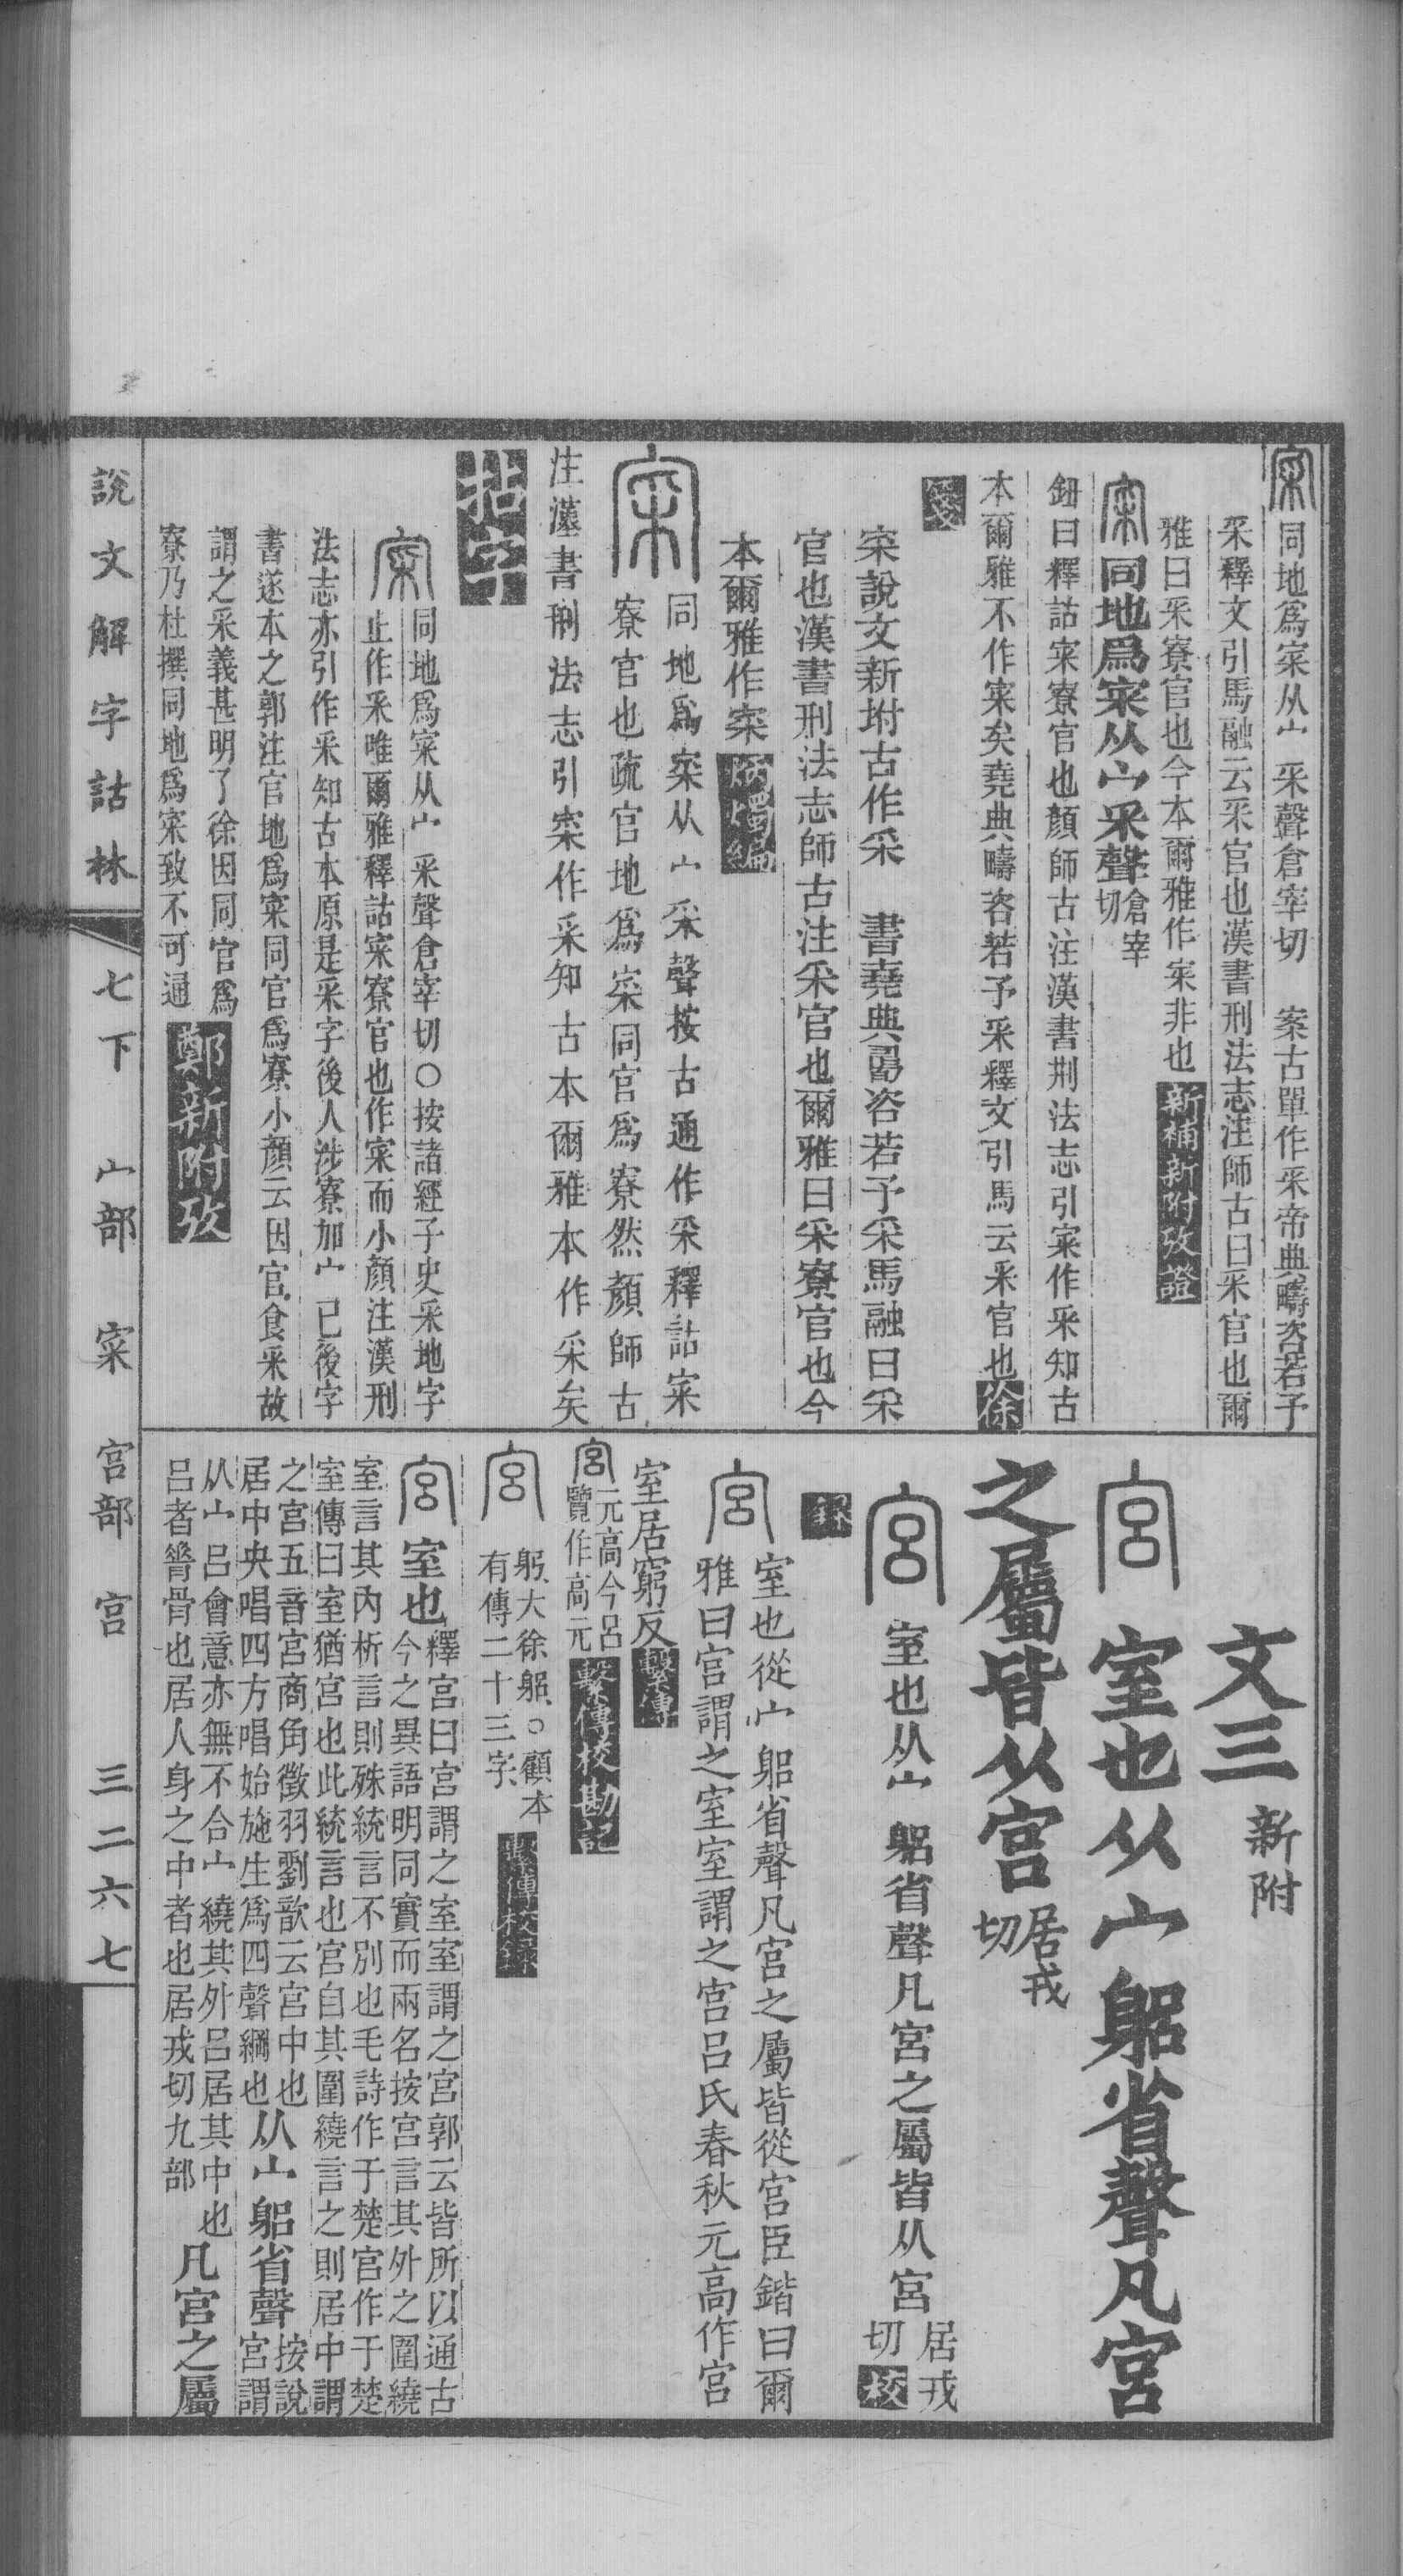 寀同地爲寀从宀采聲倉宰切　案古單作采帝典疇咨若予
采釋文引馬融云采官也漢書刑法志注師古曰采官也爾
雅曰采寮官也今本爾雅作寀非也新補新附攷證
寀同地爲寀从宀采聲倉宰切
鈕曰釋詁寀寮官也顏師古注漢書荆法志引寀作采知古
本爾雅不作寀矣堯典疇咨若予采釋文引馬云采官也徐
箋
寀說文新坿古作采　書堯典咨若予采馬融曰采
官也漢書刑法志師古注采官也爾雅曰采寮官也今
本爾雅作寀炳燭編
寀同地爲寀从宀采聲按古通作采釋詁寀
寮官也疏官地爲寀同官爲寮然顏師古
注漢書刑法志引寀作采知古本爾雅本作采矣
拈字
寀同地爲寀从宀采聲倉宰切○按諸經子史采地字
止作采唯爾雅釋詁寀寮官也作寀而小顏注漢刑
法志亦引作采知古本原是采字後人涉寮加宀已後字
書遂本之郭注官地爲寀同官爲寮小顏云因官食采故
謂之采義甚明了徐因同官爲
寮乃杜撰同地爲寀致不可通鄭新附攷
文三新附
宮室也从宀躳省聲凡宮
之屬皆从宮居戎切
宮室也从宀躳省聲凡宮之屬皆从宮居戎切校
錄
宮室也從宀躳省聲凡宮之屬皆從宮臣鍇曰爾
雅曰宮謂之室室謂之宮呂氏春秋元高作宮
室居窮反繫傳
宮元高今呂覽作高元繫傳校勘記
宮躬大徐躳○顧本有傳二十三字繫傳校錄
宮室也釋宮曰宮謂之室室謂之宮郭云皆所以通古
今之異語明同實而兩名按宮言其外之圍繞
室言其內析言則殊統言不別也毛詩作于楚宮作于楚
室傳曰室猶宮也此統言也宮自其圍繞言之則居中謂
之宮五音宮商角徵羽劉歆云宮中也
居中央唱四方唱始施生爲四聲綱也从宀躳省聲按說宮謂
从宀呂會意亦無不合宀繞其外呂居其中也
呂者脊骨也居人身之中者也居戎切九部凡宮之屬
說文解字詁林　七下　宀部　寀　宮部　宮　三二六七